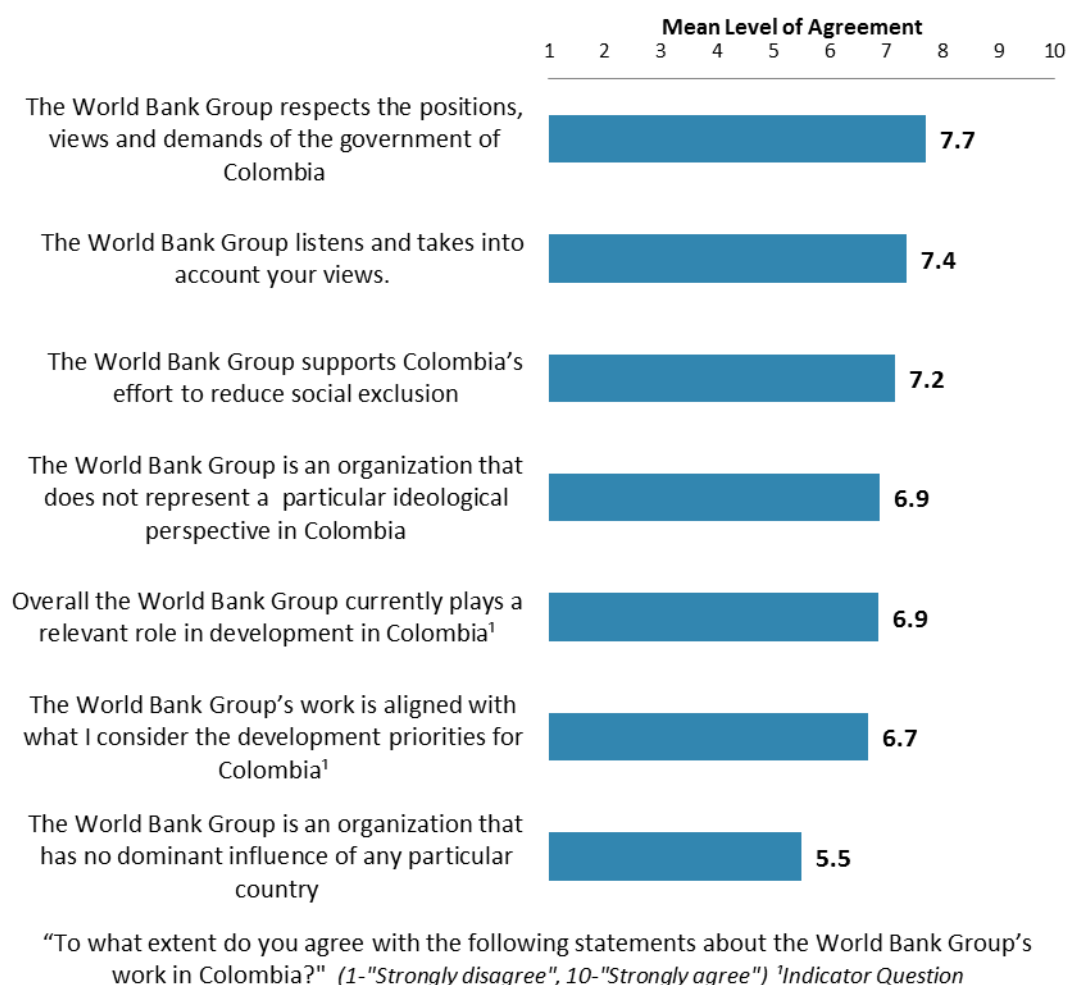 Mean Level of Agreement
1 2 3 4 5 6 7 8 9 10
The World Bank Group respects the positions,
views and demands of the government of
Colombia
7.7
The World Bank Group listens and takes into
account your views.
7.4
The World Bank Group supports Colombia’s
effort to reduce social exclusion
7.2
The World Bank Group is an organization that
does not represent a particular ideological
perspective in Colombia
6.9
Overall the World Bank Group currently plays a
relevant role in development in Colombia¹
6.9
The World Bank Group’s work is aligned with
what I consider the development priorities for
Colombia¹
6.7
The World Bank Group is an organization that
has no dominant influence of any particular
country
5.5
“To what extent do you agree with the following statements about the World Bank Group’s
work in Colombia?" (1-"Strongly disagree", 10-"Strongly agree") ¹Indicator Question